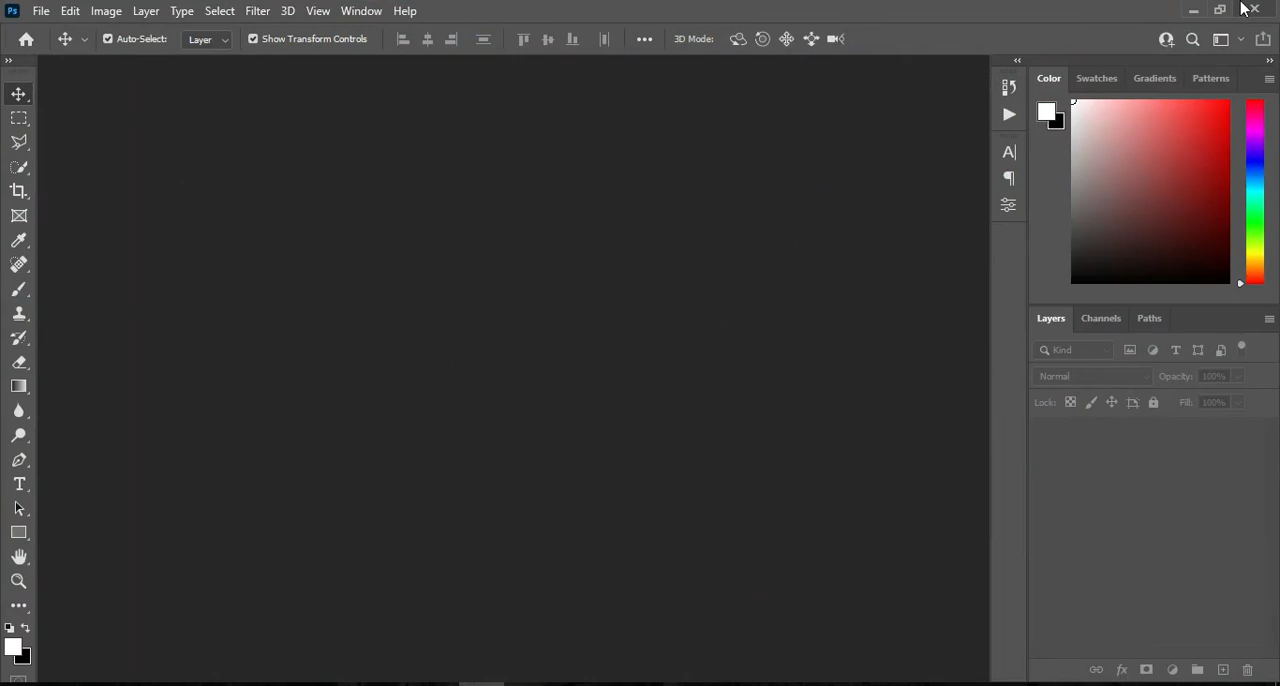 Ps File Edit Image Layer Type Select Filter 3D View Window Help
Auto-Select: Layer Show Transform Controls 3D Mode:
Color Swatches Gradients Patterns
Layers Channels Paths
Kind
Normal Opacity: 100%
Lock: Fill: 100%